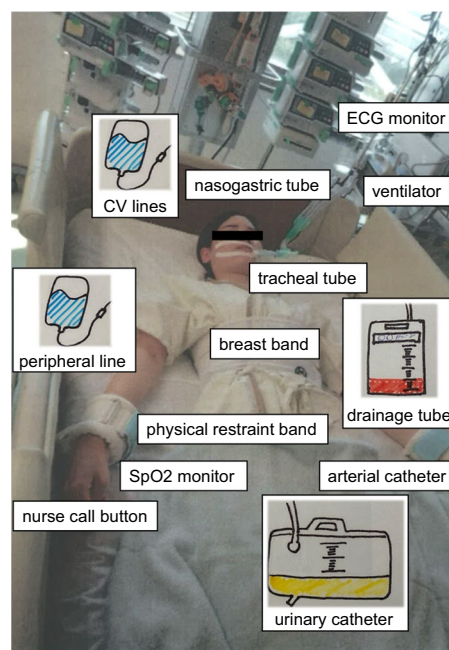 ECG monitor
CV lines
nasogastric tube
ventilator
tracheal tube
peripheral line
breast band
drainage tube
physical restraint band
SpO2 monitor
arterial catheter
nurse call button
urinary catheter